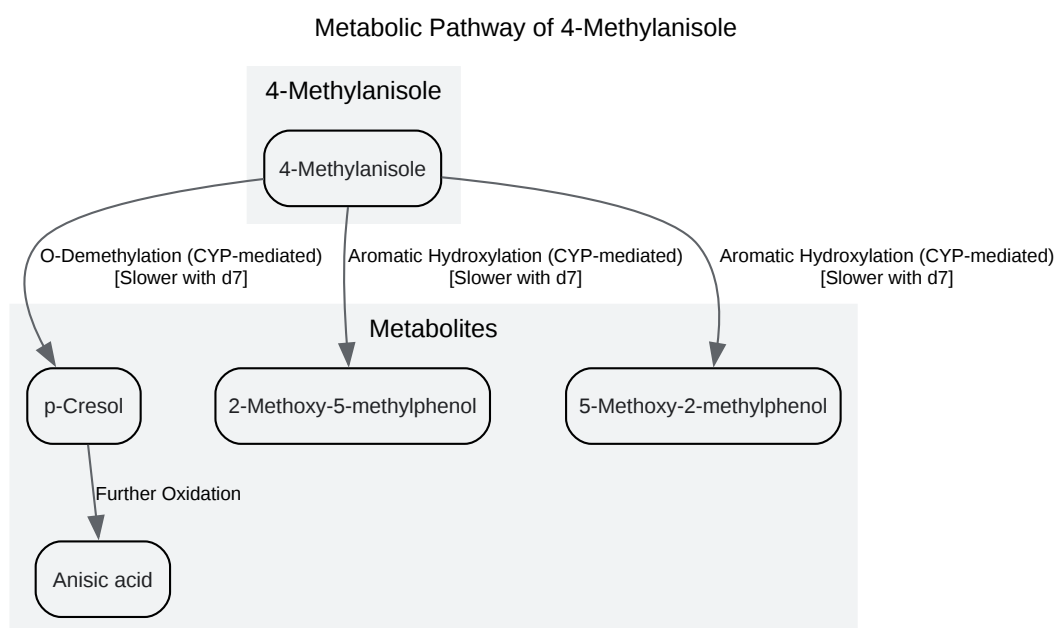 Metabolic Pathway of 4-Methylanisole
4-Methylanisole
4-Methylanisole
O-Demethylation (CYP-mediated)
[Slower with d7]
Aromatic Hydroxylation (CYP-mediated)
[Slower with d7]
Aromatic Hydroxylation (CYP-mediated)
[Slower with d7]
Metabolites
p-Cresol
2-Methoxy-5-methylphenol
5-Methoxy-2-methylphenol
Further Oxidation
Anisic acid